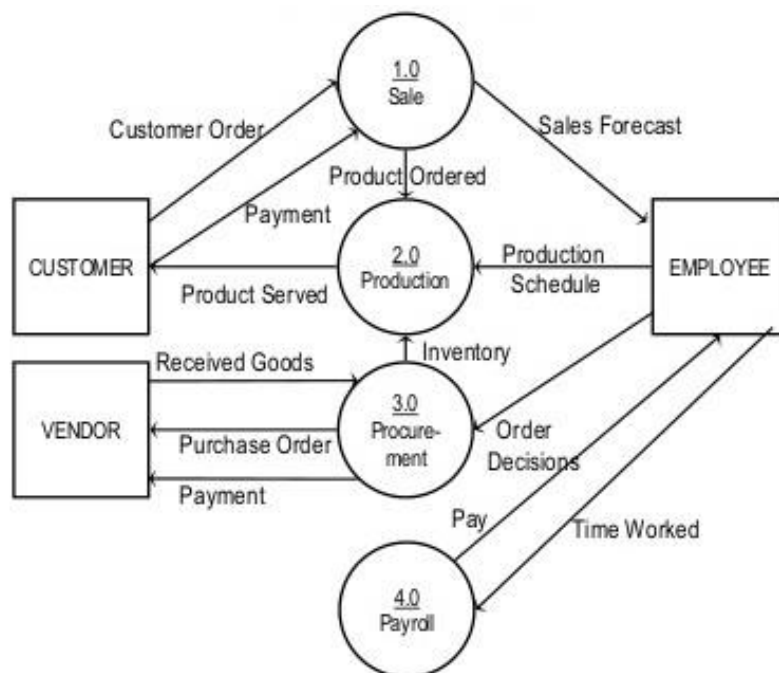 1.0
Sale
Customer Order
Sales Forecast
Product Ordered
Payment
CUSTOMER
2.0
Production
Production
Schedule
EMPLOYEE
Product Served
Inventory
Received Goods
VENDOR
3.0
Procure-
ment
Purchase Order
Order
Decisions
Payment
Pay
Time Worked
4.0
Payroll